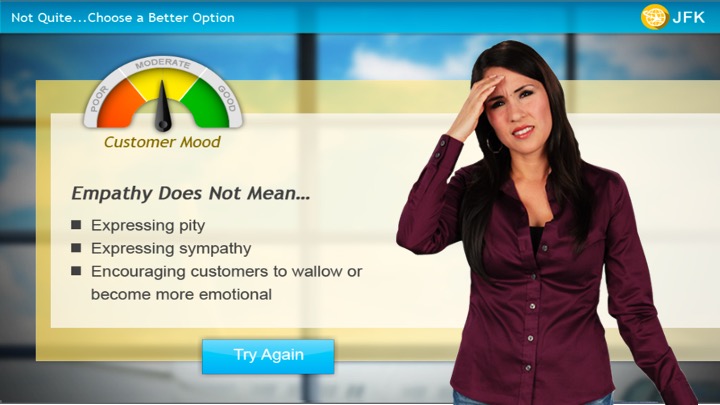 Not Quite...Choose a Better Option
JFK
POOR
MODERATE
GOOD
Customer Mood
Empathy Does Not Mean...
■ Expressing pity
■ Expressing sympathy
■ Encouraging customers to wallow or
become more emotional
Try Again